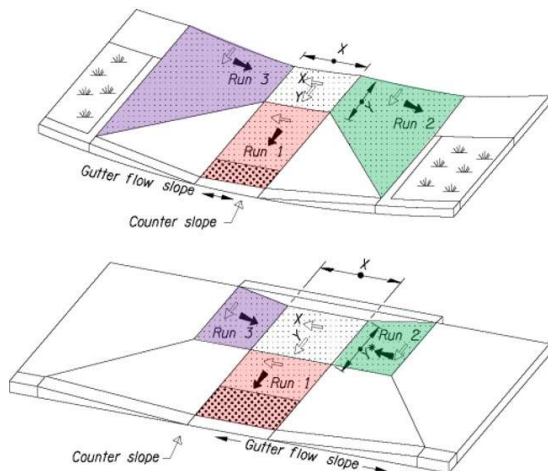 X
Run 3
X
Y
Y
Run 2
Run 1
Gutter flow slope
Counter slope
X
Run 3
X
Y
Y*
Run 2
Run 1
Gutter flow slope
Counter slope